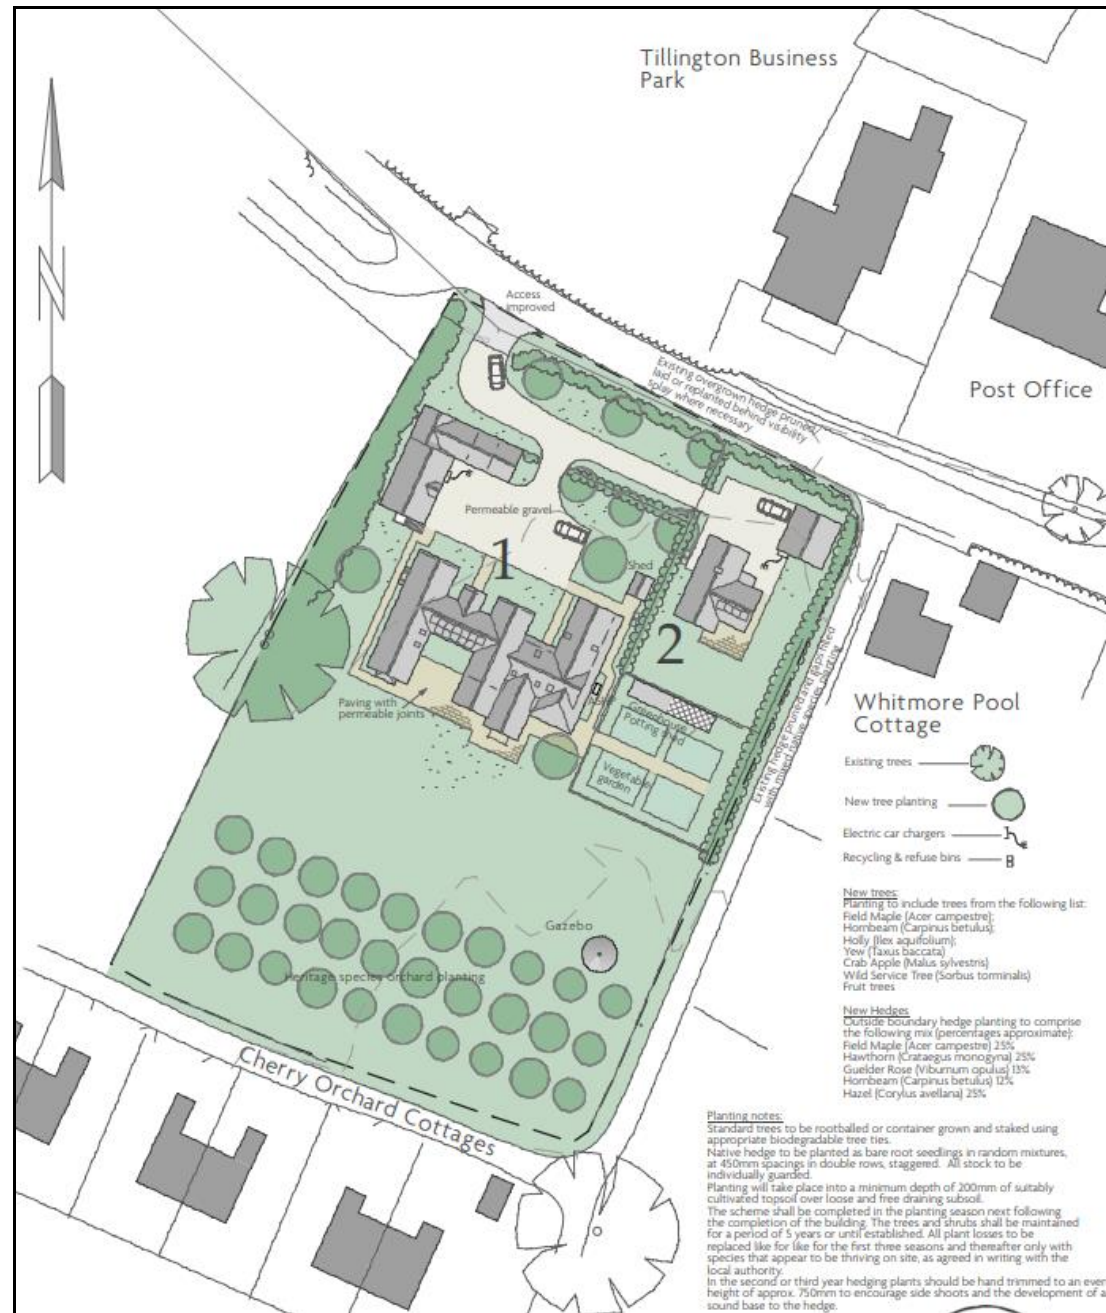 Tillington Business
Park
N
Access
improved
Existing overgrown hedge pruned,
laid or replanted behind visibility
splay where necessary
Post Office
Permeable gravel
1
Shed
2
Paving with
permeable joints
Greenhouse/
Potting shed
Vegetable
garden
Existing hedge pruned and gaps filled
with mixed native species planting
Whitmore Pool
Cottage
Existing trees
New tree planting
Electric car chargers
Recycling & refuse bins
Gazebo
Heritage species orchard planting
Cherry Orchard Cottages
New trees:
Planting to include trees from the following list:
Field Maple (Acer campestre);
Hornbeam (Carpinus betulus);
Holly (Ilex aquifolium);
Yew (Taxus baccata)
Crab Apple (Malus sylvestris)
Wild Service Tree (Sorbus torminalis)
Fruit trees
New Hedges
Outside boundary hedge planting to comprise
the following mix (percentages approximate):
Field Maple (Acer campestre) 25%
Hawthorn (Crataegus monogyna) 25%
Guelder Rose (Viburnum opulus) 13%
Hornbeam (Carpinus betulus) 12%
Hazel (Corylus avellana) 25%
Planting notes:
Standard trees to be rootballed or container grown and staked using
appropriate biodegradable tree ties.
Native hedge to be planted as bare root seedlings in random mixtures,
at 450mm spacings in double rows, staggered. All stock to be
individually guarded.
Planting will take place into a minimum depth of 200mm of suitably
cultivated topsoil over loose and free draining subsoil.
The scheme shall be completed in the planting season next following
the completion of the building. The trees and shrubs shall be maintained
for a period of 5 years or until established. All plant losses to be
replaced like for like for the first three seasons and thereafter only with
species that appear to be thriving on site, as agreed in writing with the
local authority.
In the second or third year hedging plants should be hand trimmed to an even
height of approx. 750mm to encourage side shoots and the development of a
sound base to the hedge.